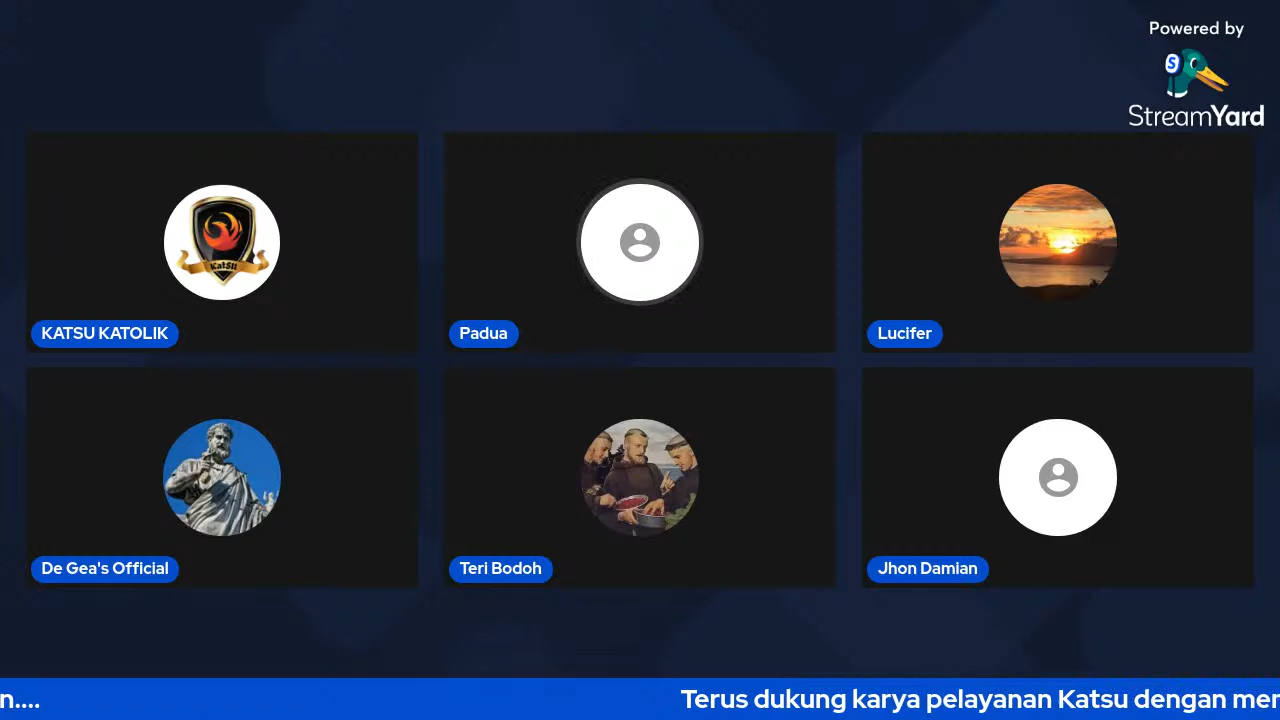 Powered by
S
StreamYard
KatSu
KATSU KATOLIK
Padua
Lucifer
De Gea's Official
Teri Bodoh
Jhon Damian
n.... Terus dukung karya pelayanan Katsu dengan mer